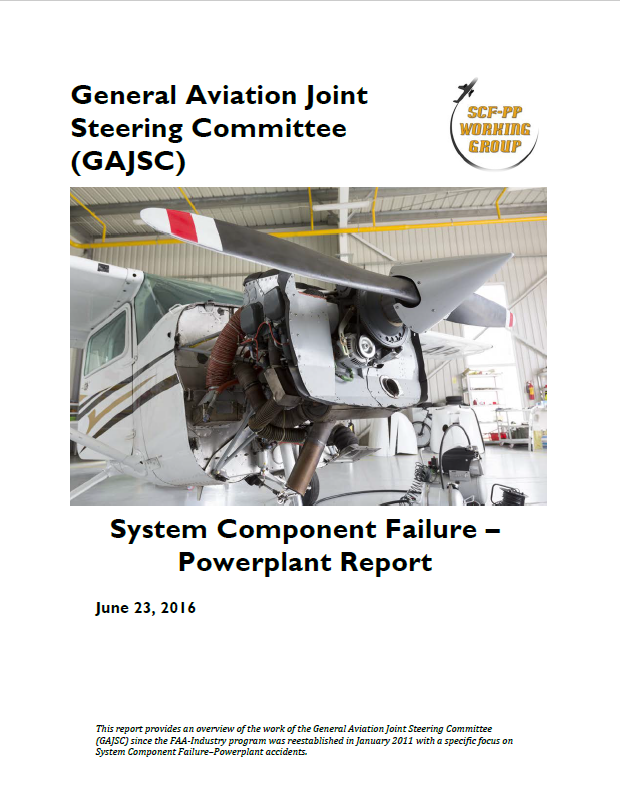 General Aviation Joint
Steering Committee
(GAJSC)
SCF-PP
WORKING
GROUP
System Component Failure –
Powerplant Report
June 23, 2016
This report provides an overview of the work of the General Aviation Joint Steering Committee
(GAJSC) since the FAA-Industry program was reestablished in January 2011 with a specific focus on
System Component Failure–Powerplant accidents.